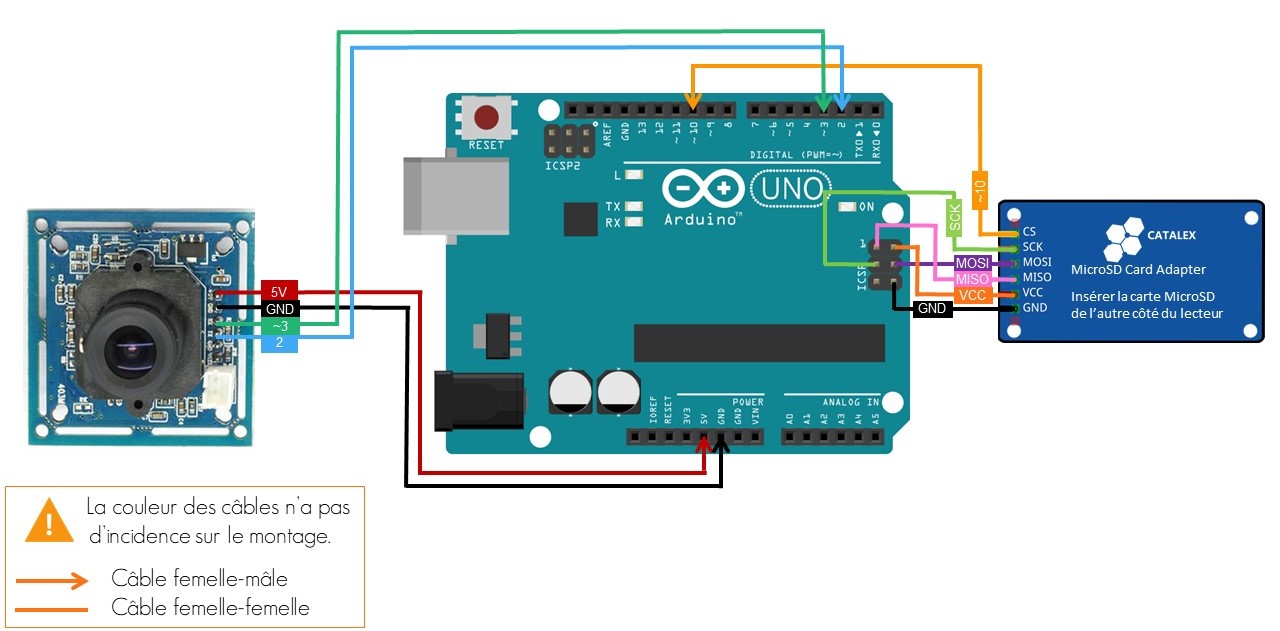 RESET
ICSP2
AREF
GND
13
12
~11
~10
~9
8
7
~6
~5
4
~3
2
TX0▶1
RX0◀0
DIGITAL (PWM=~)
L
TX
RX
Arduino™
UNO
ON
1
ICSP
~10
SCK
MOSI
MISO
VCC
GND
CS
SCK
MOSI
MISO
VCC
GND
CATALEX
MicroSD Card Adapter
Insérer la carte MicroSD
de l'autre côté du lecteur
5V
GND
~3
2
IOREF
RESET
3V3
5V
GND
GND
VIN
POWER
ANALOG IN
A0
A1
A2
A3
A4
A5
La couleur des câbles n'a pas
d'incidence sur le montage.
Câble femelle-mâle
Câble femelle-femelle